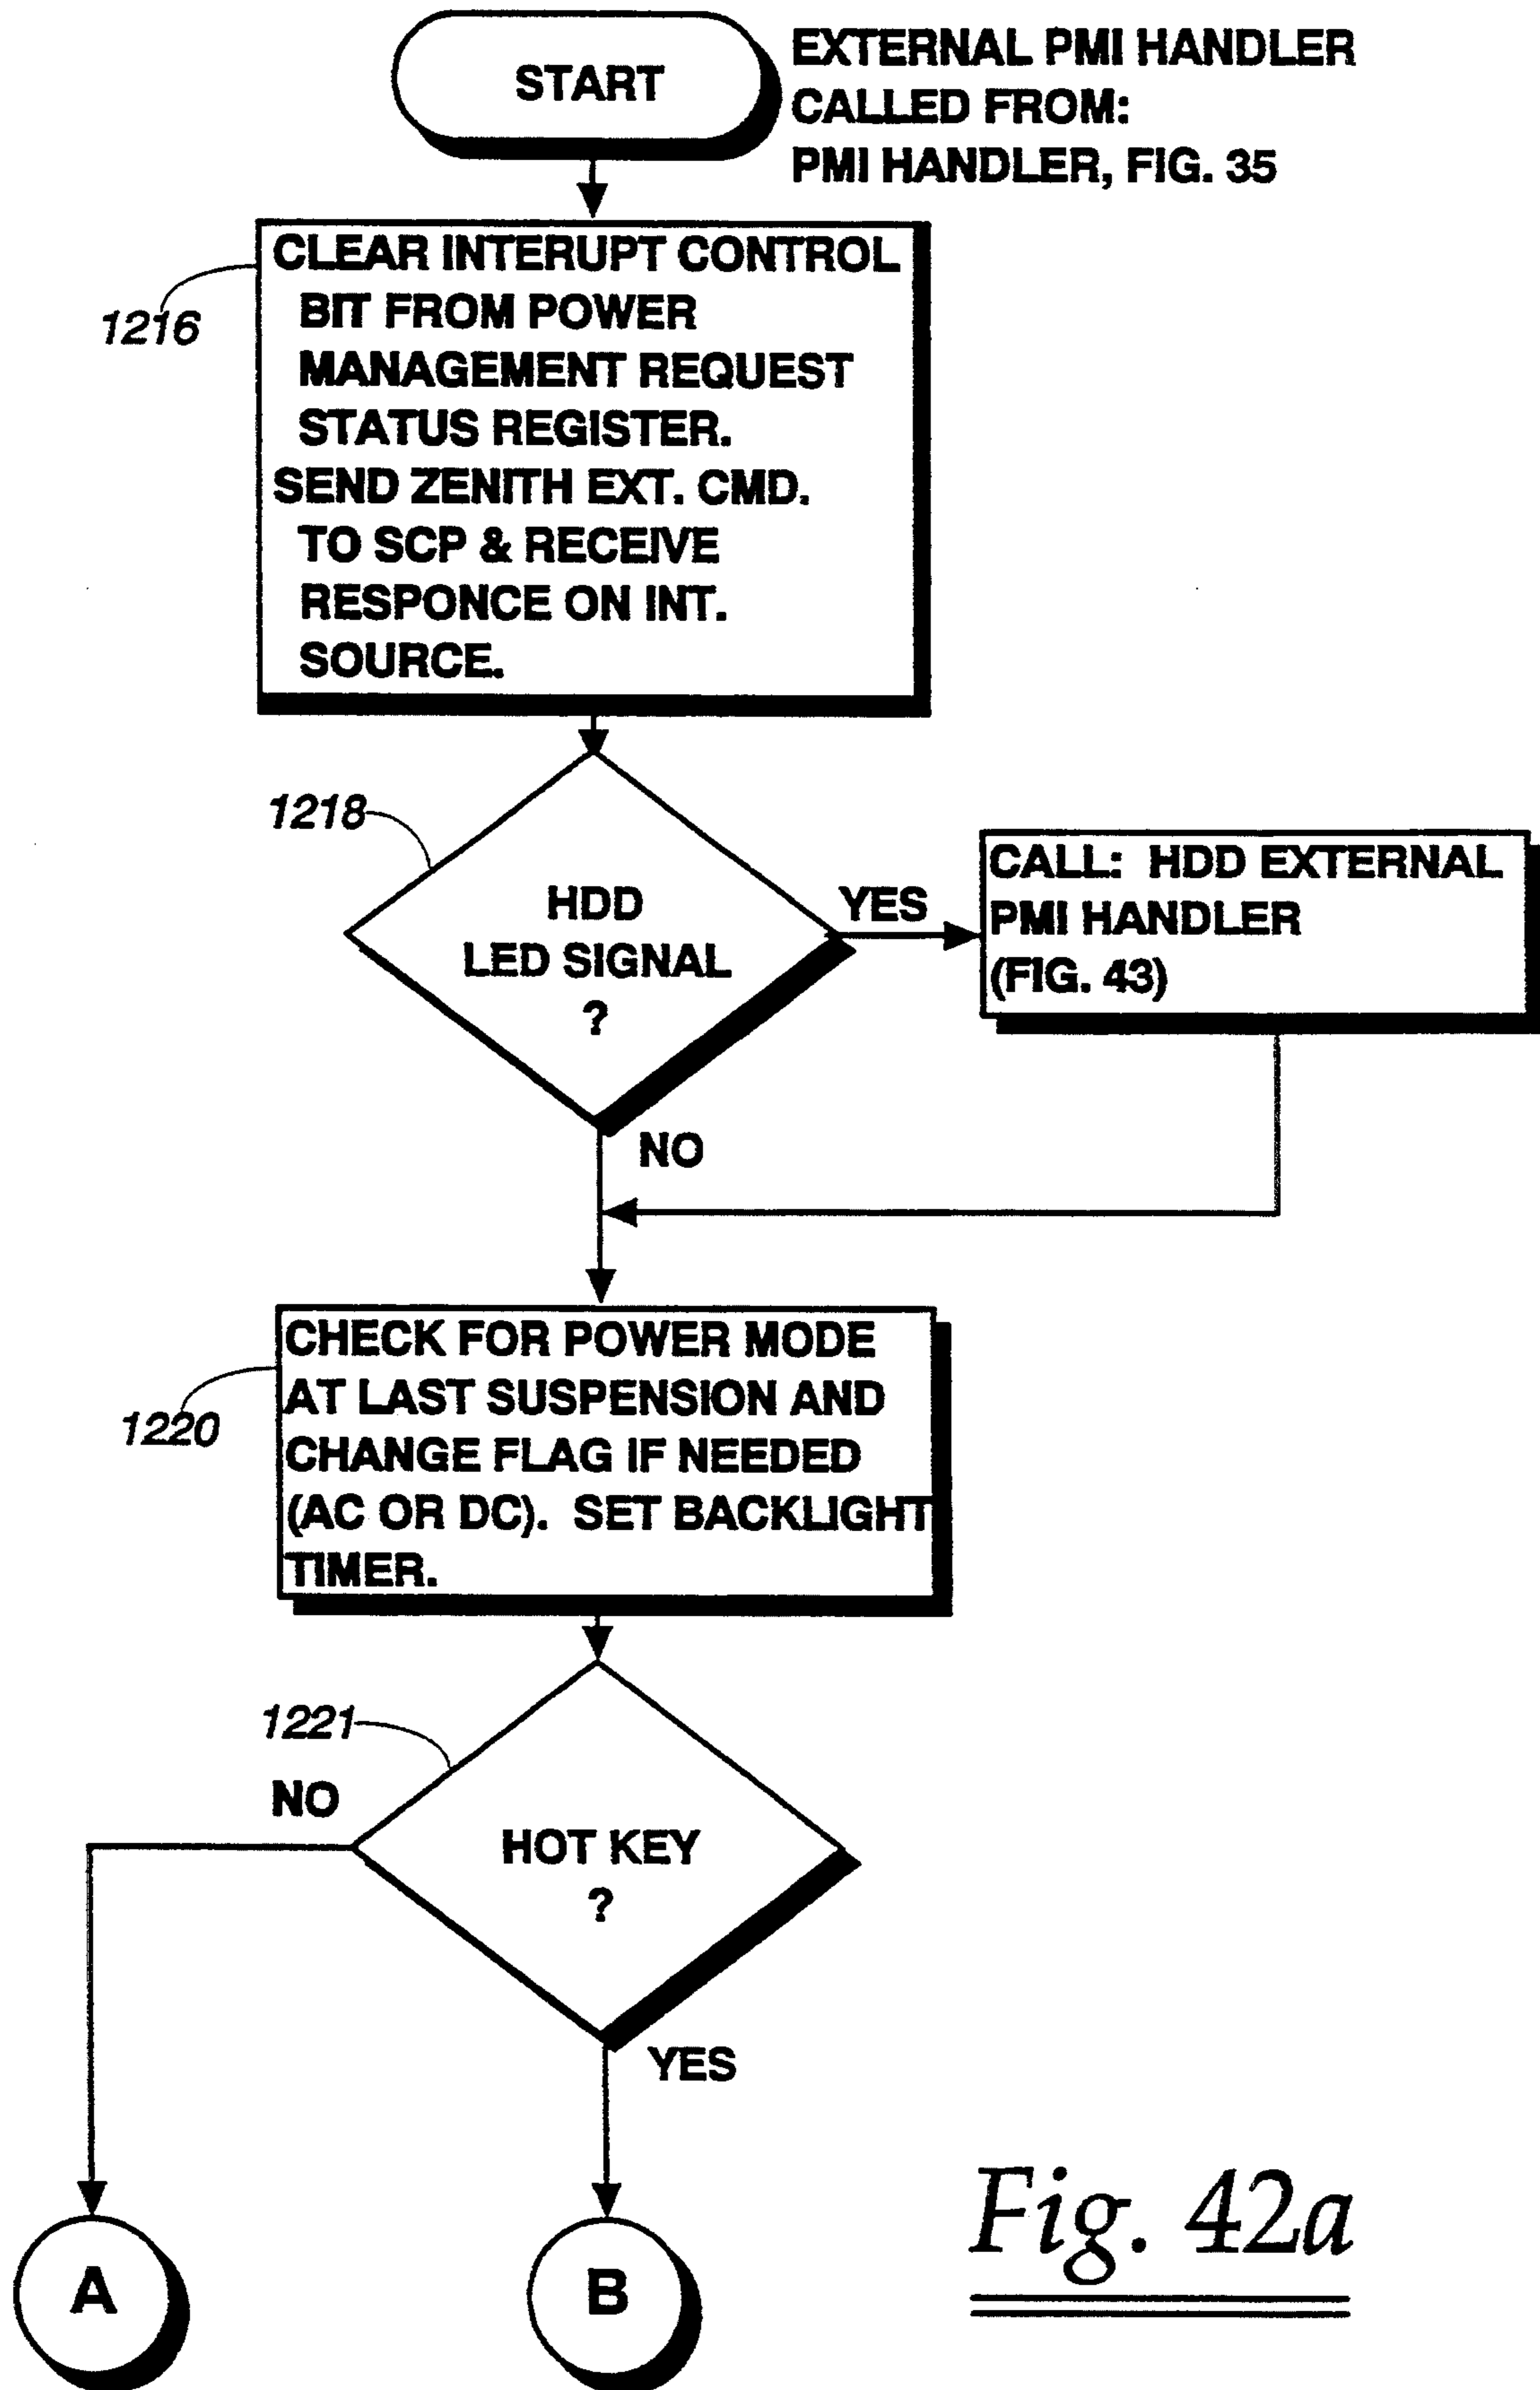 START
EXTERNAL PMI HANDLER
CALLED FROM:
PMI HANDLER, FIG. 35
CLEAR INTERUPT CONTROL
BIT FROM POWER
MANAGEMENT REQUEST
STATUS REGISTER.
SEND ZENITH EXT. CMD.
TO SCP & RECEIVE
RESPONCE ON INT.
SOURCE.
1216
1218
HDD
LED SIGNAL
?
YES
CALL: HDD EXTERNAL
PMI HANDLER
(FIG. 43)
NO
CHECK FOR POWER MODE
AT LAST SUSPENSION AND
CHANGE FLAG IF NEEDED
(AC OR DC). SET BACKLIGHT
TIMER.
1220
1221
NO
HOT KEY
?
YES
A
B
Fig. 42a